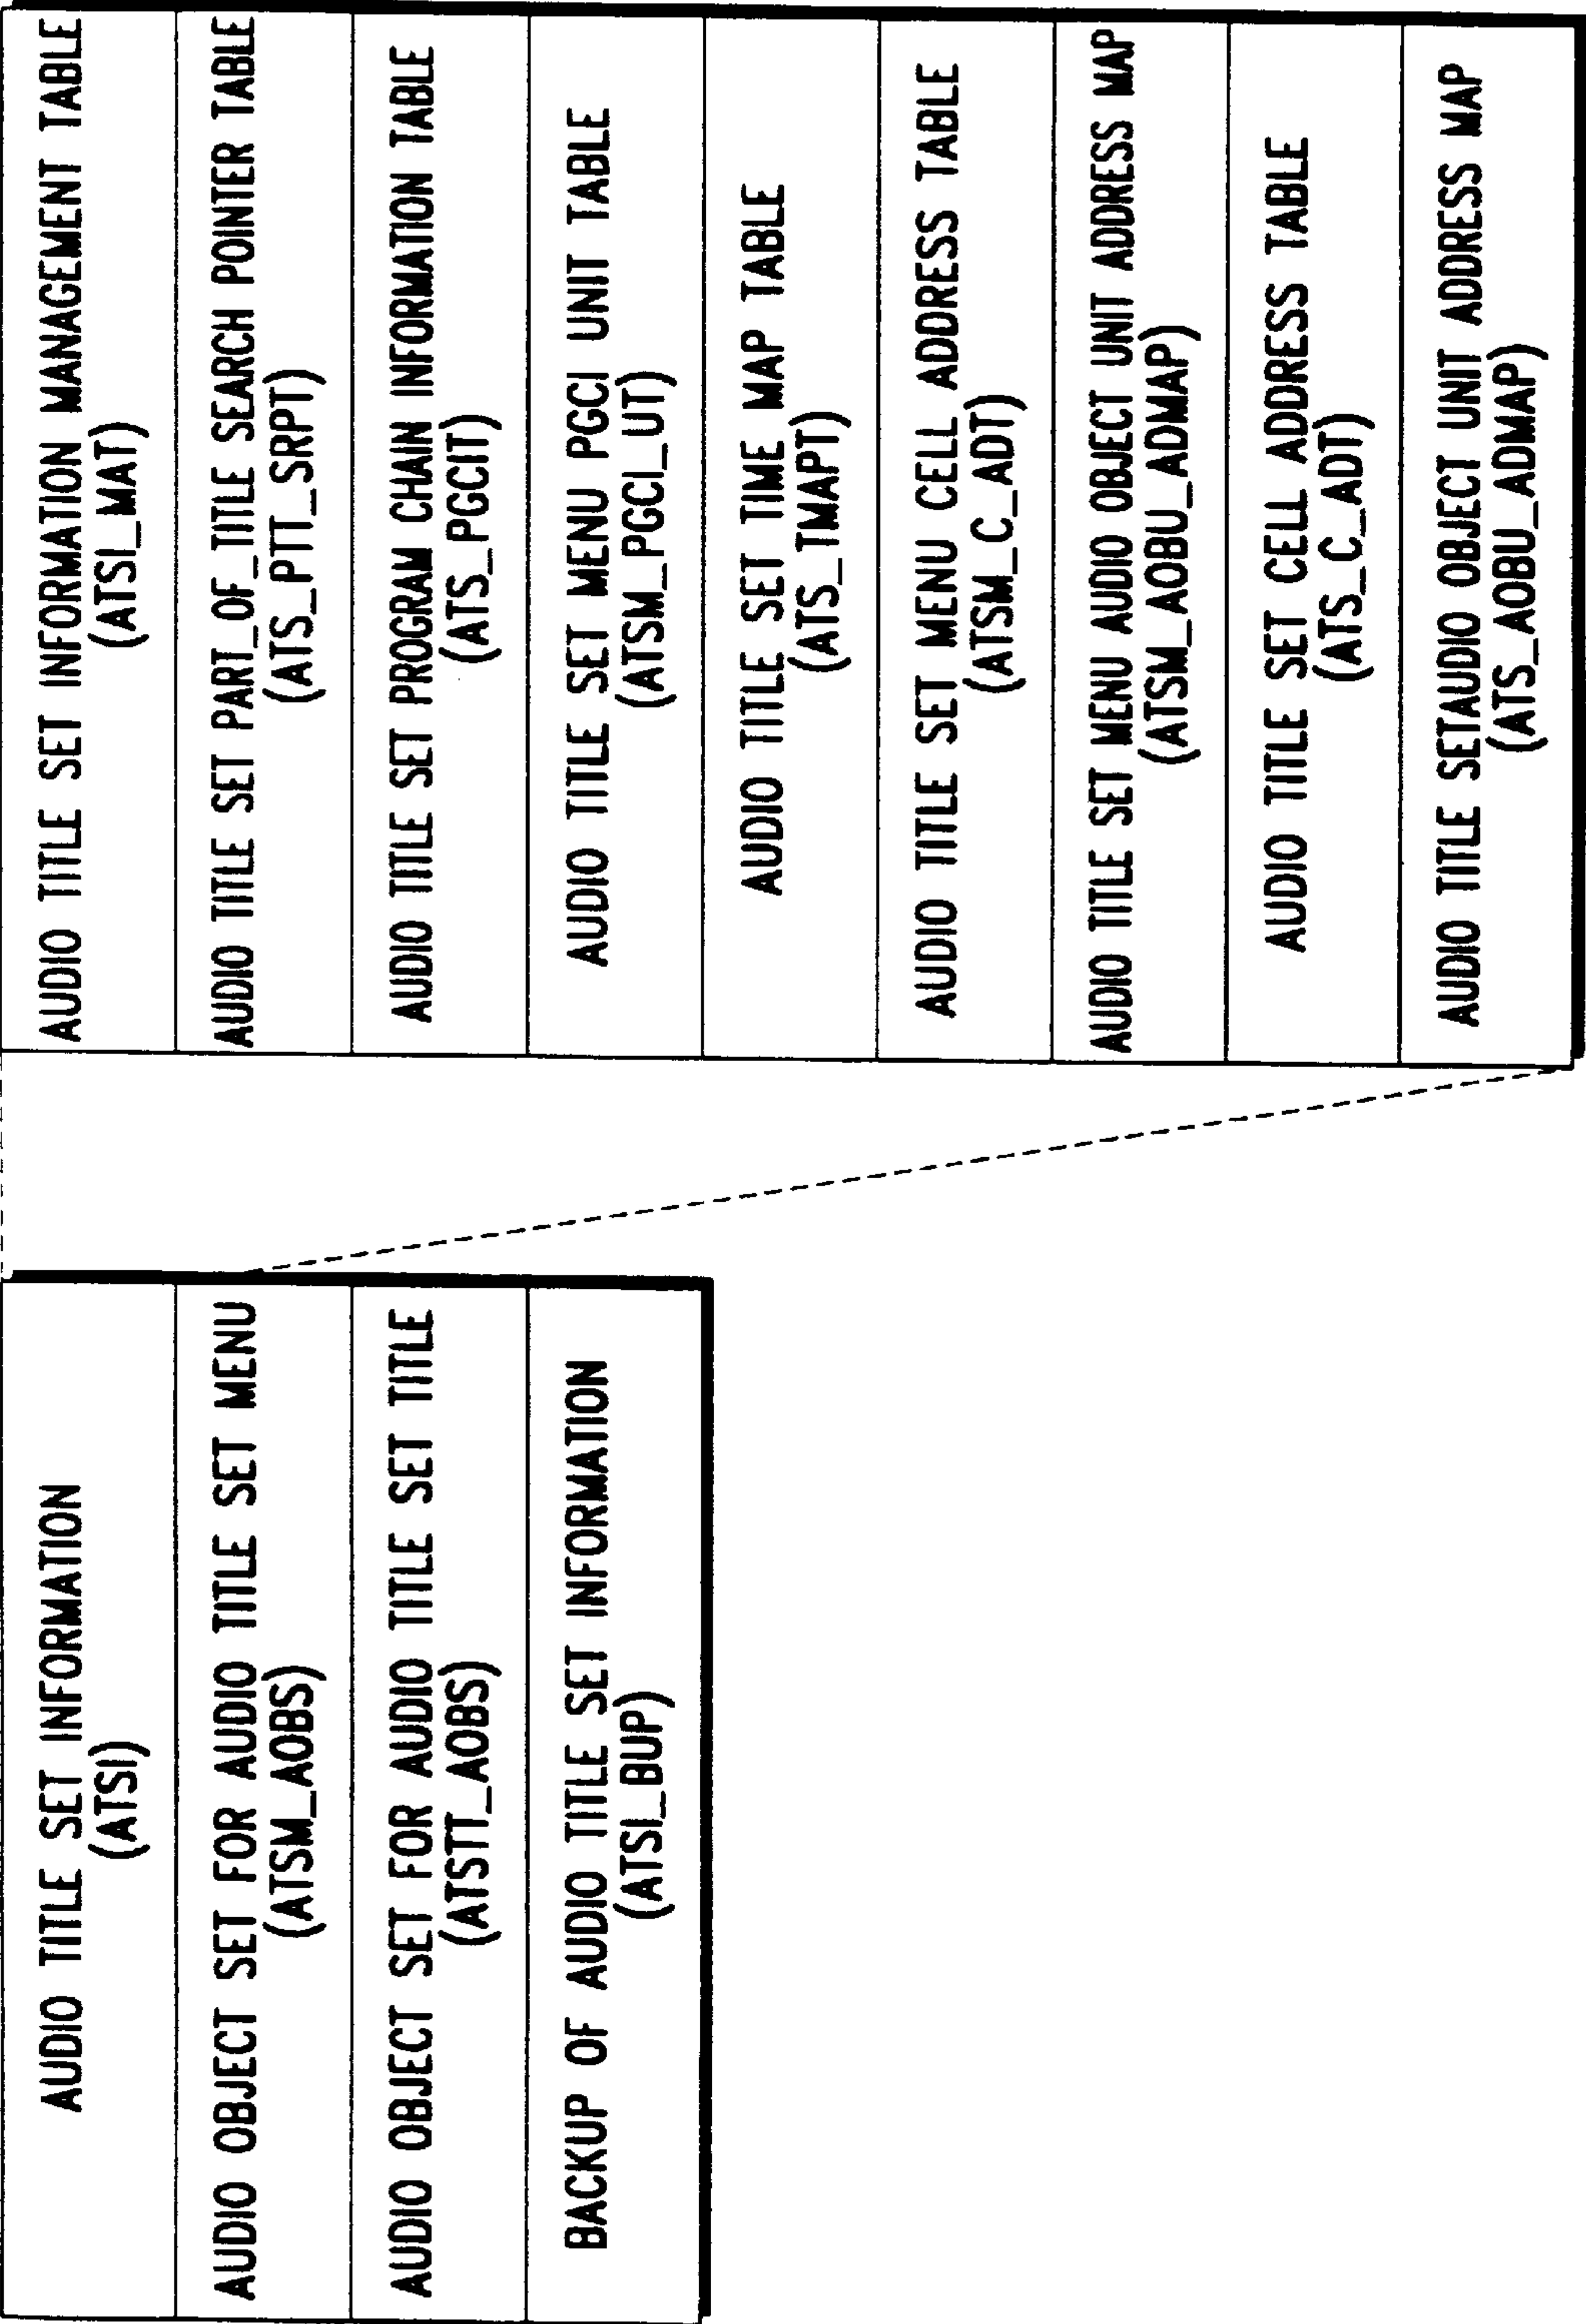 AUDIO TITLE SET INFORMATION
(ATSI)
AUDIO OBJECT SET FOR AUDIO TITLE SET MENU
(ATSM_AOBS)
AUDIO OBJECT SET FOR AUDIO TITLE SET TITLE
(ATSTT_AOBS)
BACKUP OF AUDIO TITLE SET INFORMATION
(ATSI_BUP)
AUDIO TITLE SET INFORMATION MANAGEMENT TABLE
(ATSI_MAT)
AUDIO TITLE SET PART_OF_TITLE SEARCH POINTER TABLE
(ATS_PTT_SRPT)
AUDIO TITLE SET PROGRAM CHAIN INFORMATION TABLE
(ATS_PGCIT)
AUDIO TITLE SET MENU PGCI UNIT TABLE
(ATSM_PGCI_UT)
AUDIO TITLE SET TIME MAP TABLE
(ATS_TMAPT)
AUDIO TITLE SET MENU CELL ADDRESS TABLE
(ATSM_C_ADT)
AUDIO TITLE SET MENU AUDIO OBJECT UNIT ADDRESS MAP
(ATSM_AOBU_ADMAP)
AUDIO TITLE SET CELL ADDRESS TABLE
(ATS_C_ADT)
AUDIO TITLE SETAUDIO OBJECT UNIT ADDRESS MAP
(ATS_AOBU_ADMAP)